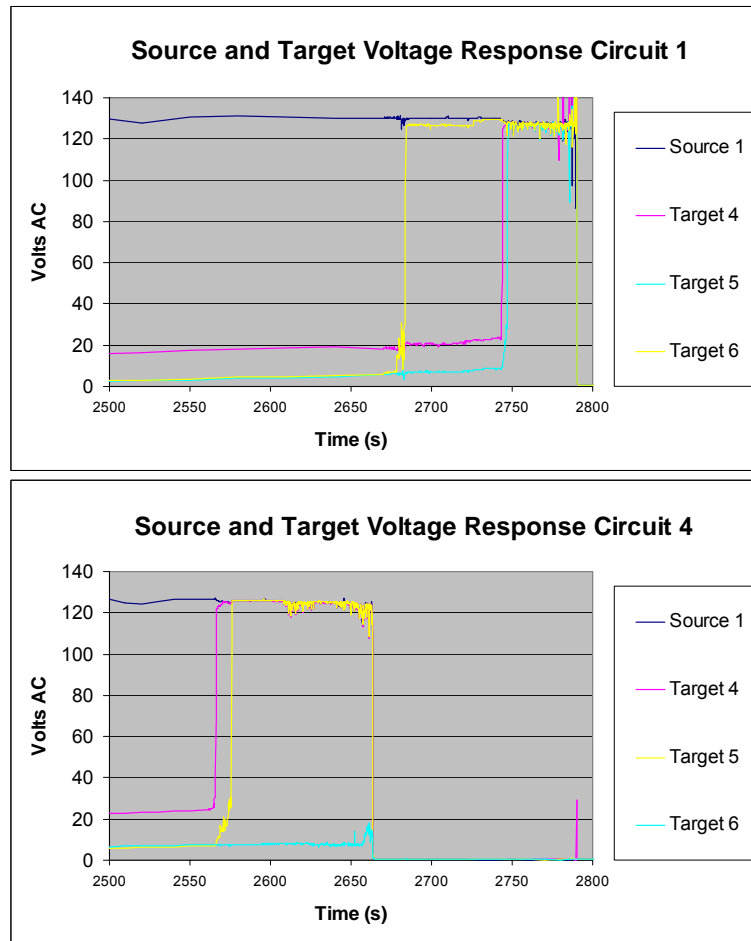 Source and Target Voltage Response Circuit 1
140
120
100
80
60
40
20
0
Volts AC
2500 2550 2600 2650 2700 2750 2800
Time (s)
Source 1
Target 4
Target 5
Target 6
Source and Target Voltage Response Circuit 4
140
120
100
80
60
40
20
0
Volts AC
2500 2550 2600 2650 2700 2750 2800
Time (s)
Source 1
Target 4
Target 5
Target 6